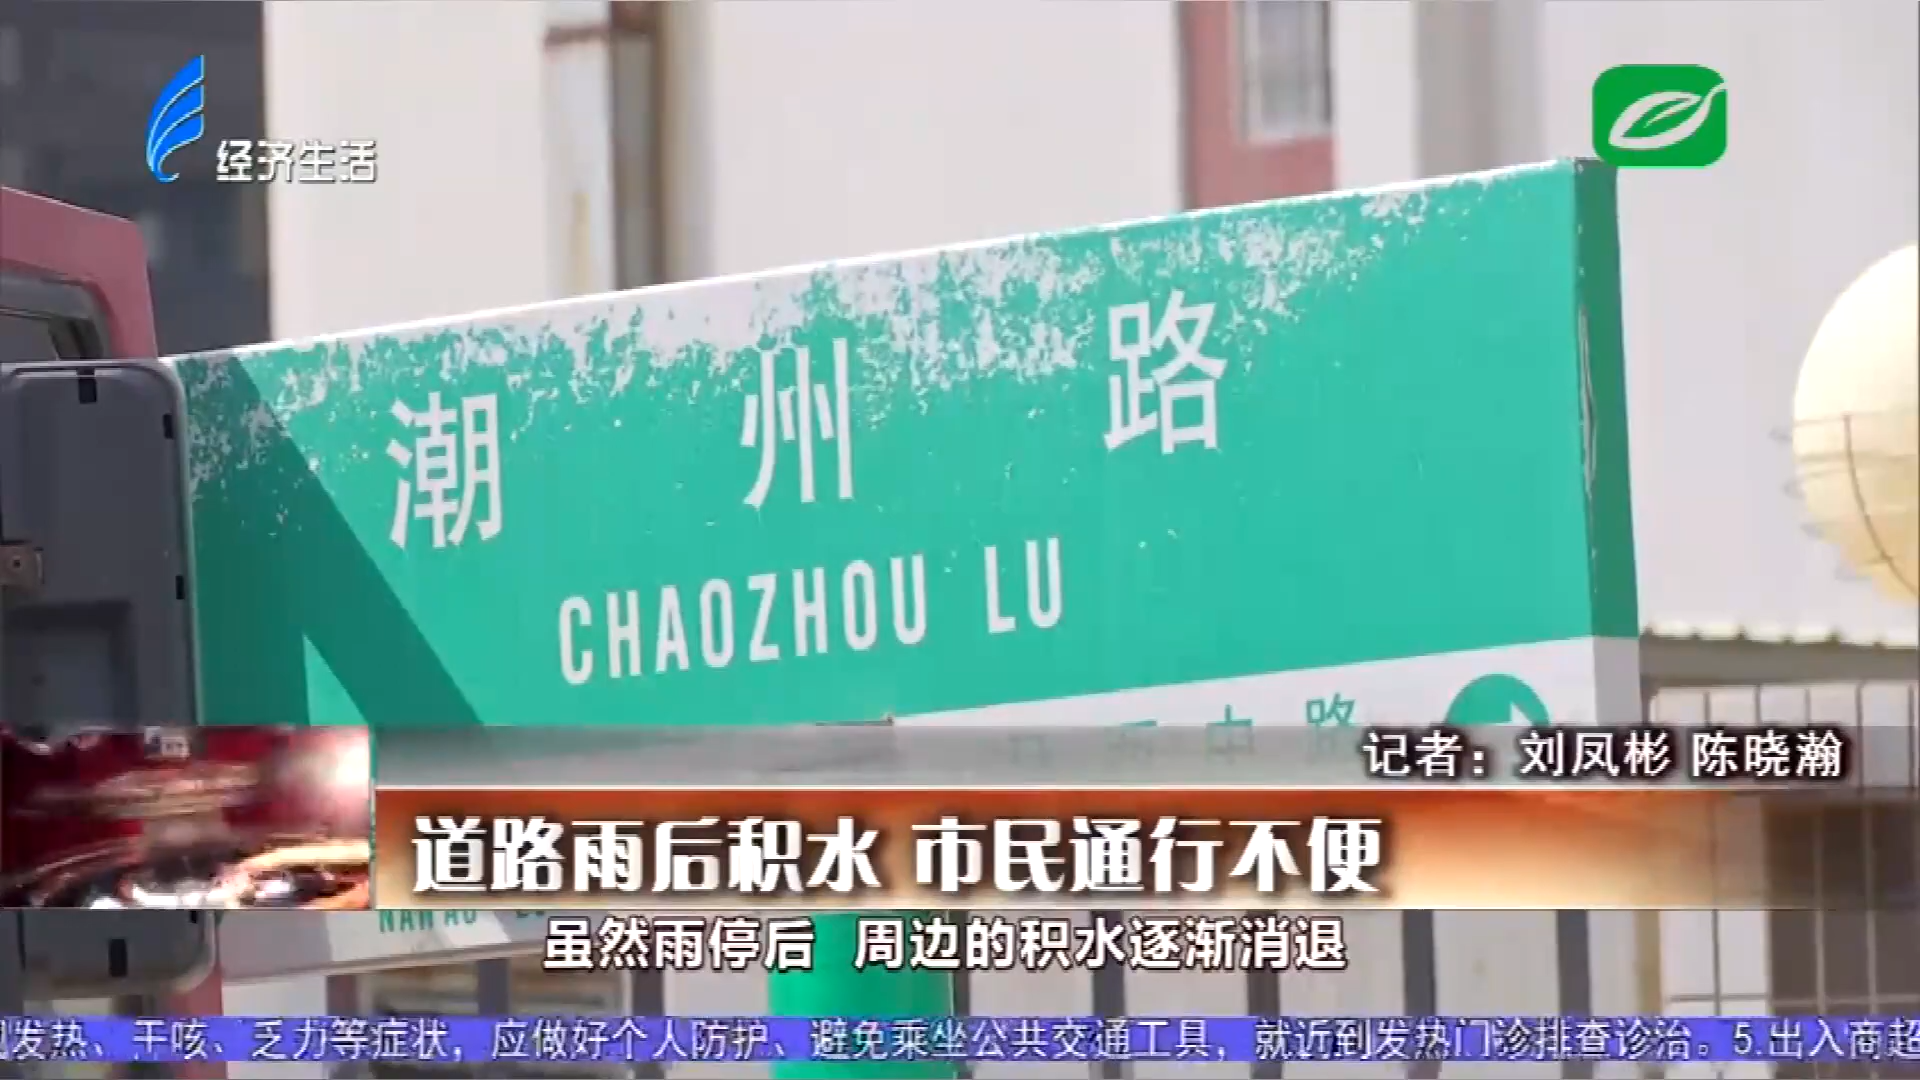 经济生活
潮州路
CHAOZHOU LU
中路
记者：刘凤彬 陈晓瀚
道路雨后积水 市民通行不便
虽然雨停后 周边的积水逐渐消退
发热、干咳、乏力等症状，应做好个人防护、避免乘坐公共交通工具，就近到发热门诊排查诊治。5.出入商超